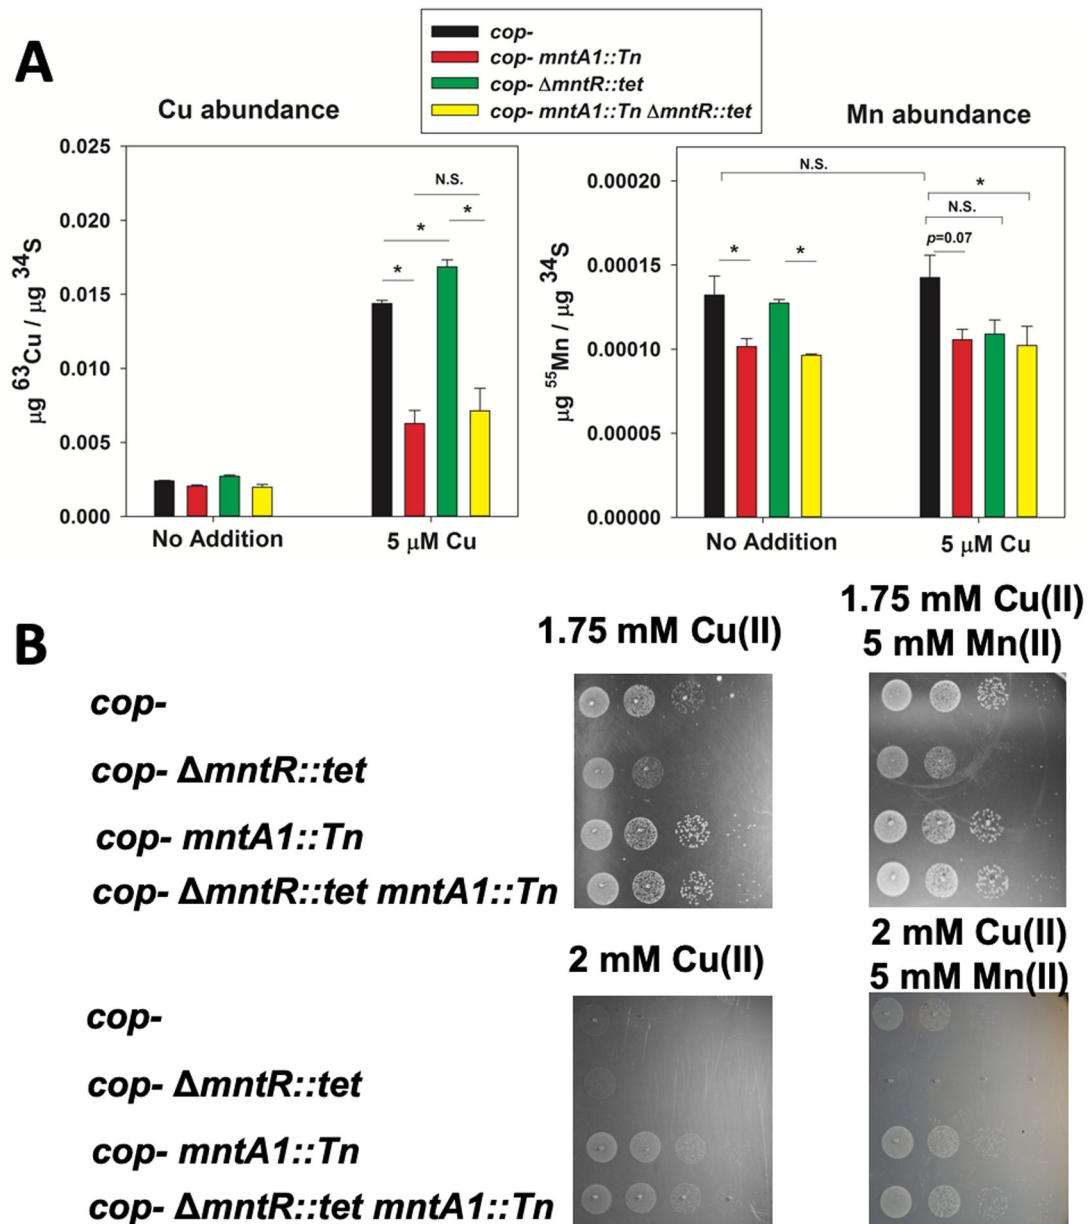 A
cop-
cop- mntA1::Tn
cop- ΔmntR::tet
cop- mntA1::Tn ΔmntR::tet
Cu abundance
Mn abundance
0.025
0.020
0.015
0.010
0.005
0.000
μg 63Cu / μg 34S
N.S.
*
*
*
No Addition
5 μM Cu
0.00020
0.00015
0.00010
0.00005
0.00000
μg 55Mn / μg 34S
N.S.
*
N.S.
p=0.07
*
*
No Addition
5 μM Cu
B
1.75 mM Cu(II)
1.75 mM Cu(II)
5 mM Mn(II)
cop-
cop- ΔmntR::tet
cop- mntA1::Tn
cop- ΔmntR::tet mntA1::Tn
2 mM Cu(II)
2 mM Cu(II)
5 mM Mn(II)
cop-
cop- ΔmntR::tet
cop- mntA1::Tn
cop- ΔmntR::tet mntA1::Tn